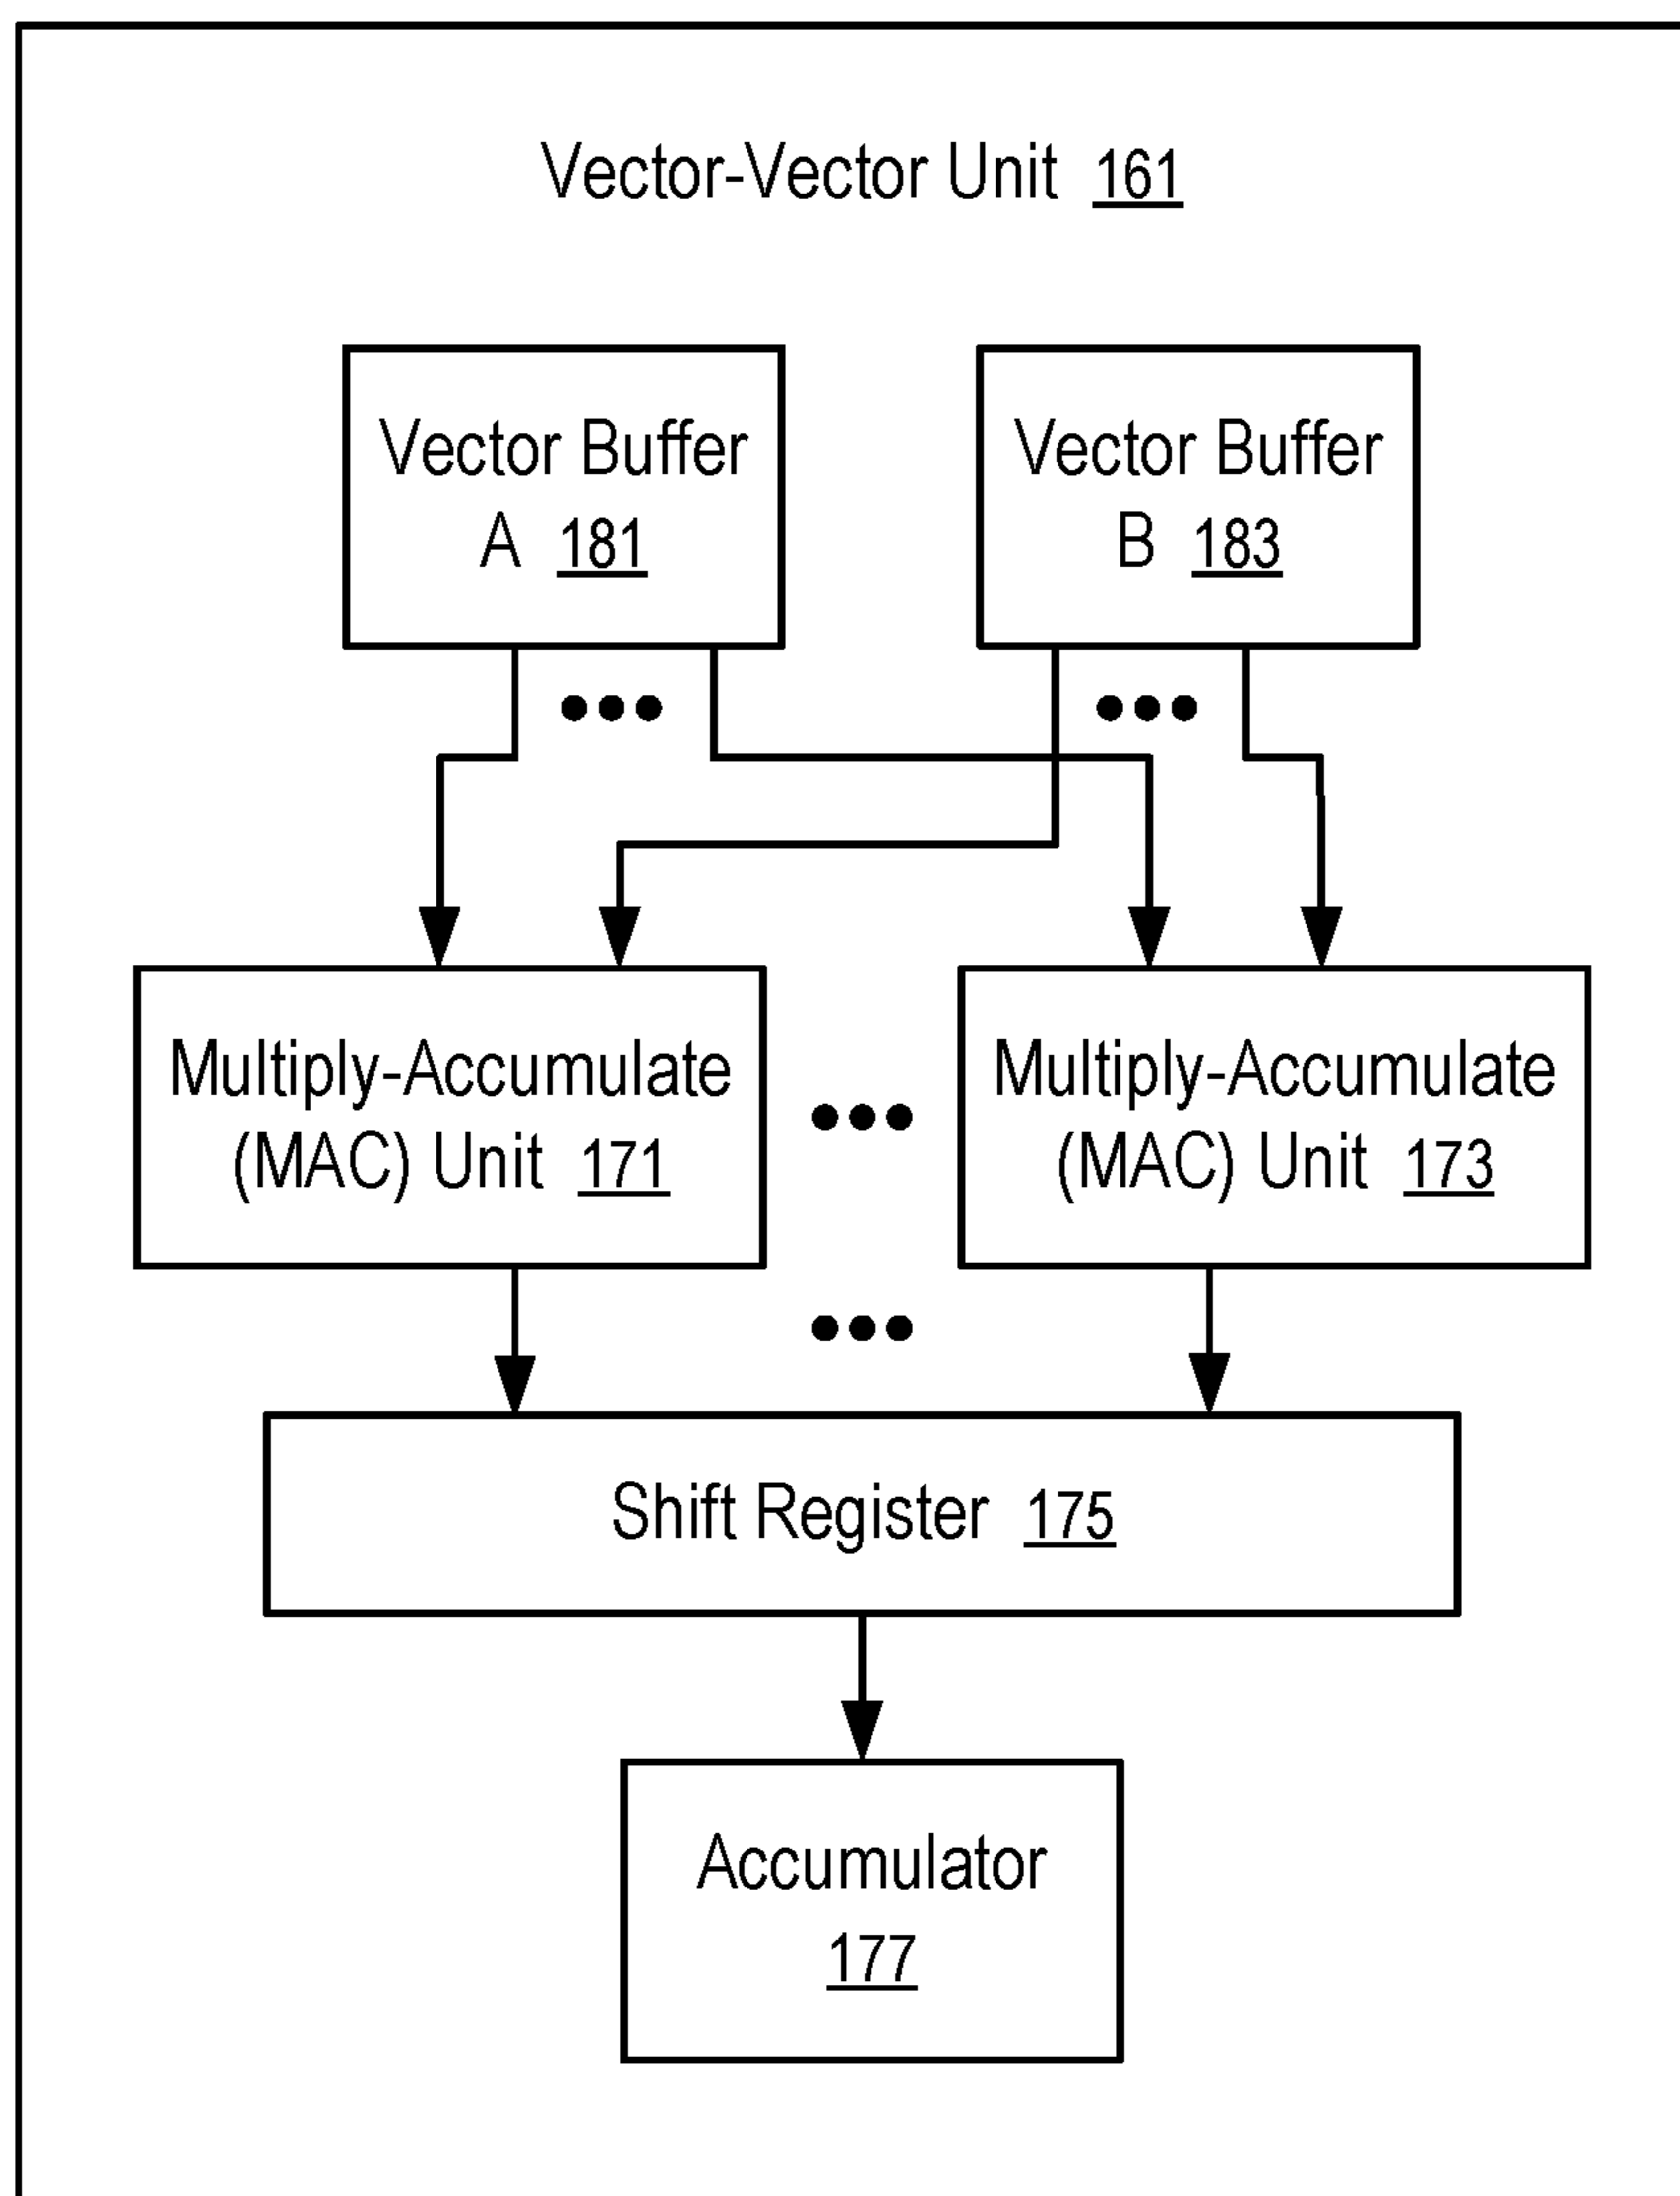 Vector-Vector Unit 161
Vector Buffer
A 181
Vector Buffer
B 183
Multiply-Accumulate
(MAC) Unit 171
Multiply-Accumulate
(MAC) Unit 173
Shift Register 175
Accumulator
177